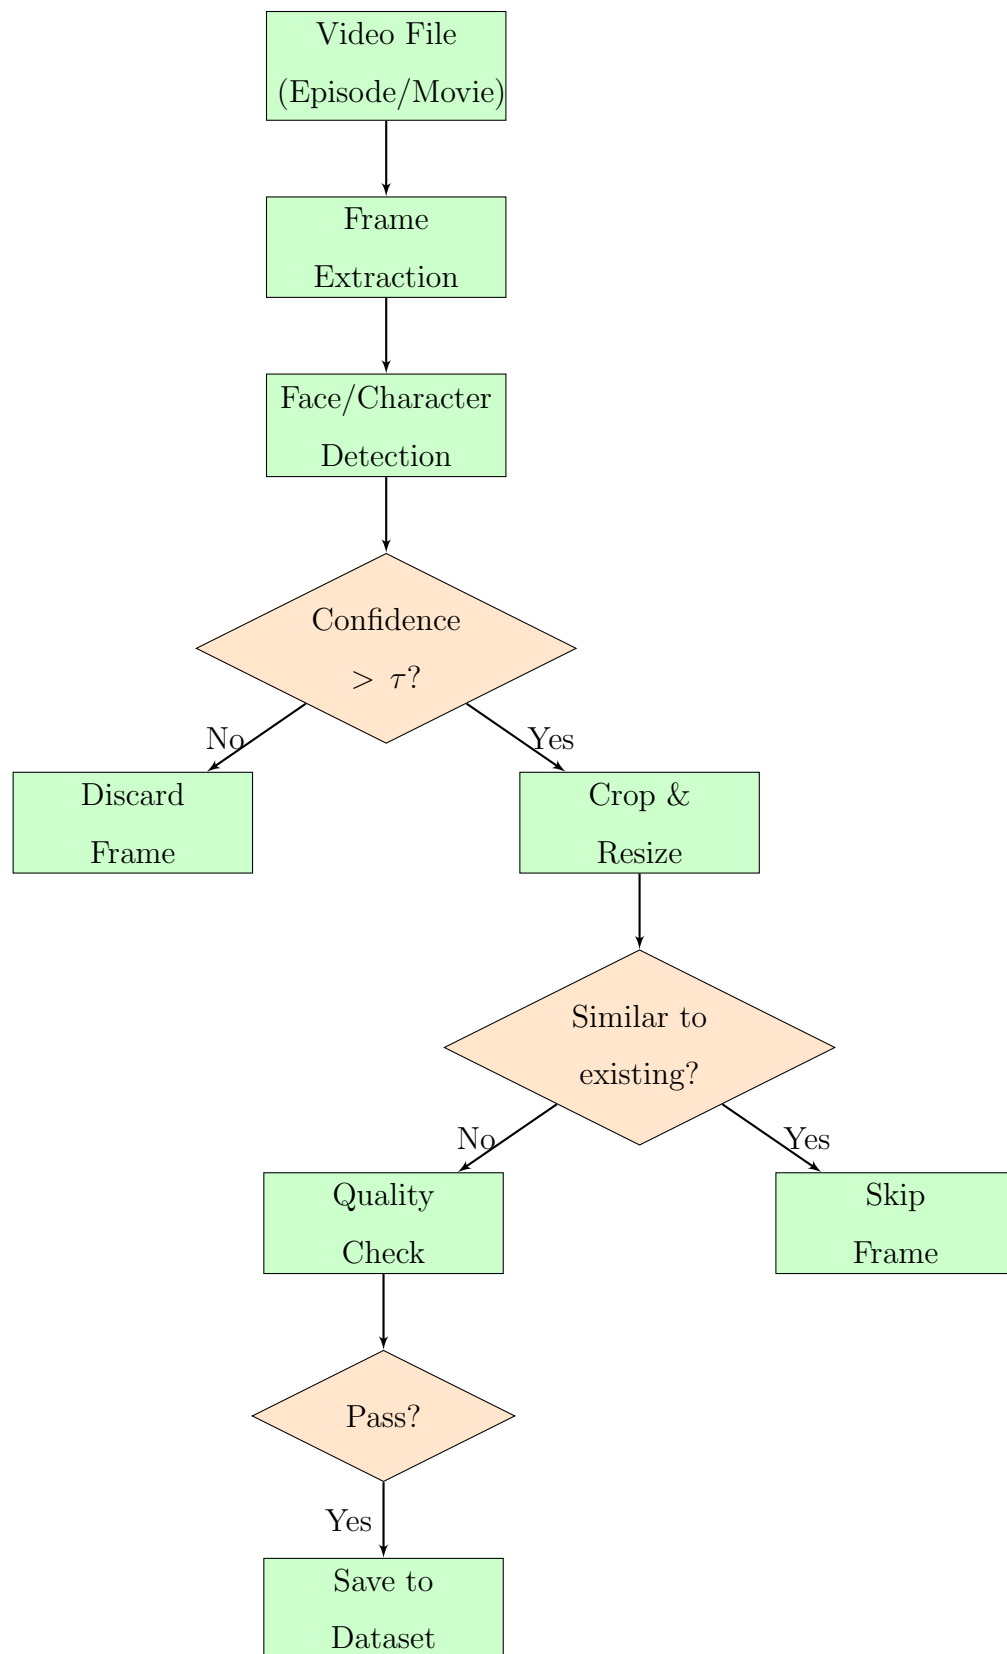 Video File
(Episode/Movie)
Frame
Extraction
Face/Character
Detection
Confidence
> τ?
No
Yes
Discard
Frame
Crop &
Resize
Similar to
existing?
No
Yes
Quality
Check
Skip
Frame
Pass?
Yes
Save to
Dataset